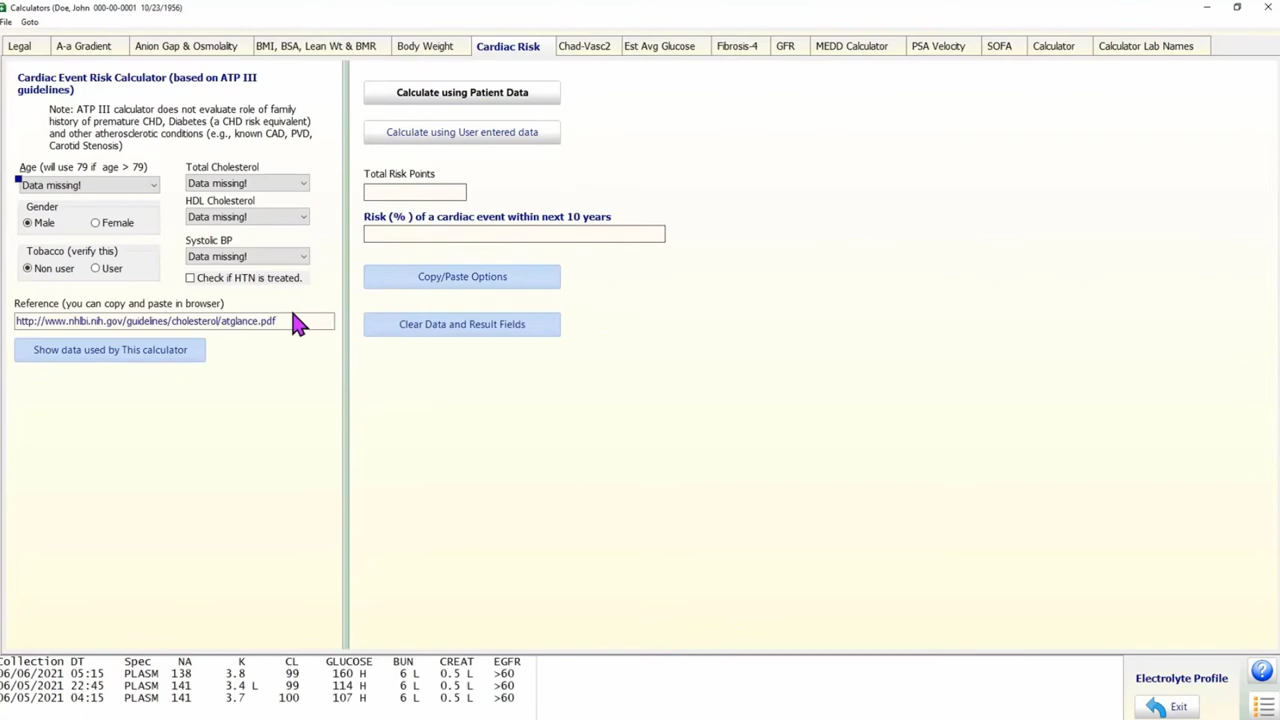 Calculators (Doe, John 000-00-0001 10/23/1956)
File Goto
Legal A-a Gradient Anion Gap & Osmolality BMI, BSA, Lean Wt & BMR Body Weight Cardiac Risk Chad-Vasc2 Est Avg Glucose Fibrosis-4 GFR MEDD Calculator PSA Velocity SOFA Calculator Calculator Lab Names
Cardiac Event Risk Calculator (based on ATP III
guidelines)
Note: ATP III calculator does not evaluate role of family
history of premature CHD, Diabetes (a CHD risk equivalent)
and other atherosclerotic conditions (e.g., known CAD, PVD,
Carotid Stenosis)
Age (will use 79 if age > 79)
Data missing!
Gender
Male Female
Tobacco (verify this)
Non user User
Total Cholesterol
Data missing!
HDL Cholesterol
Data missing!
Systolic BP
Data missing!
Check if HTN is treated.
Reference (you can copy and paste in browser)
http://www.nhlbi.nih.gov/guidelines/cholesterol/atglance.pdf
Show data used by This calculator
Calculate using Patient Data
Calculate using User entered data
Total Risk Points
Risk (% ) of a cardiac event within next 10 years
Copy/Paste Options
Clear Data and Result Fields
Collection DT Spec NA K CL GLUCOSE BUN CREAT EGFR
06/06/2021 05:15 PLASM 138 3.8 99 160 H 6 L 0.5 L >60
06/05/2021 22:45 PLASM 141 3.4 L 99 114 H 6 L 0.5 L >60
06/05/2021 04:15 PLASM 141 3.7 100 107 H 6 L 0.5 L >60
Electrolyte Profile
?
Exit